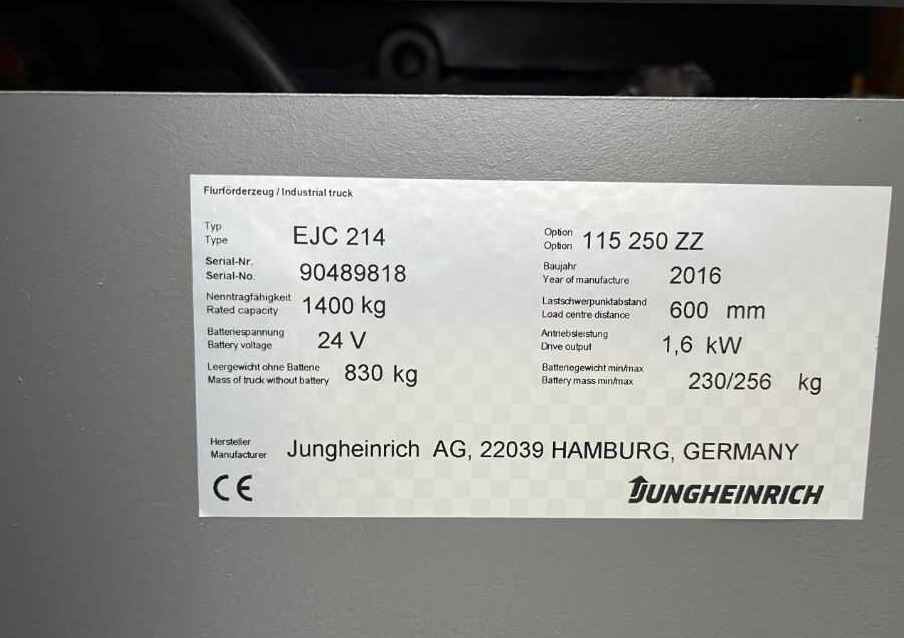 Flurförderzeug / Industrial truck
Typ
Type
EJC 214
Option
Option
115 250 ZZ
Serial-Nr.
Serial-No.
90489818
Baujahr
Year of manufacture
2016
Nenntragfähigkeit
Rated capacity
1400 kg
Lastschwerpunktabstand
Load centre distance
600 mm
Batteriespannung
Battery voltage
24 V
Antriebsleistung
Drive output
1,6 kW
Leergewicht ohne Batterie
Mass of truck without battery
830 kg
Batteriegewicht min/max
Battery mass min/max
230/256 kg
Hersteller
Manufacturer
Jungheinrich AG, 22039 HAMBURG, GERMANY
CE
JUNGHEINRICH